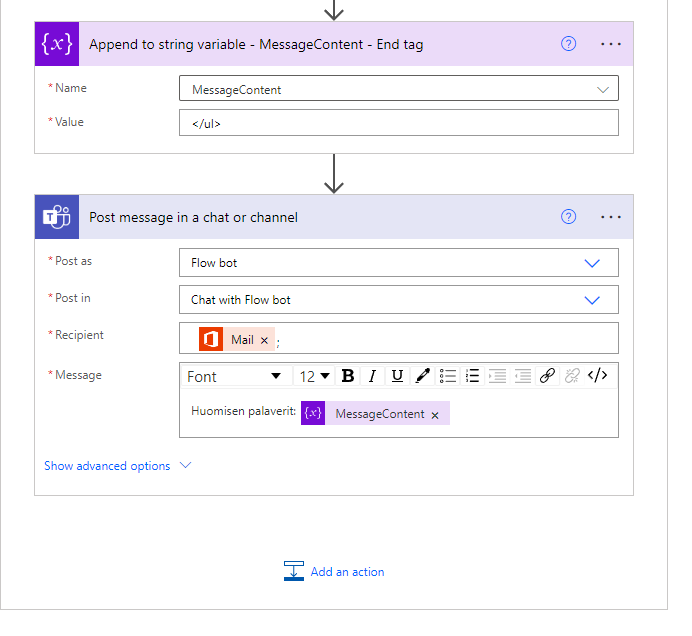 {x} Append to string variable - MessageContent - End tag ? ...
* Name MessageContent
* Value </ul>
T Post message in a chat or channel ? ...
* Post as Flow bot
* Post in Chat with Flow bot
* Recipient Mail × ;
* Message Font 12 B I U </>
Huomisen palaverit: {x} MessageContent ×
Show advanced options
Add an action